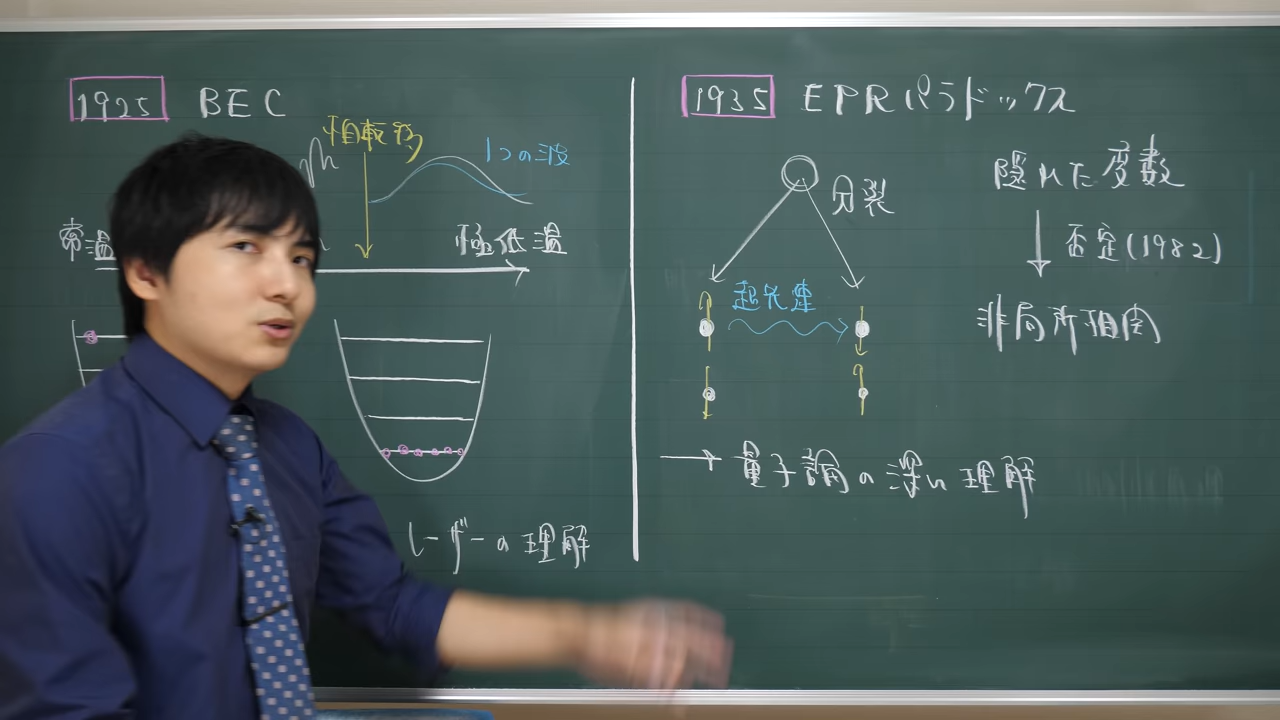 1925 BEC
相転移
1つの波
常温
極低温
レーザーの理解
1935 EPRパラドックス
分裂
超光速
隠れた変数
否定(1982)
非局所相関
→ 量子論の深い理解